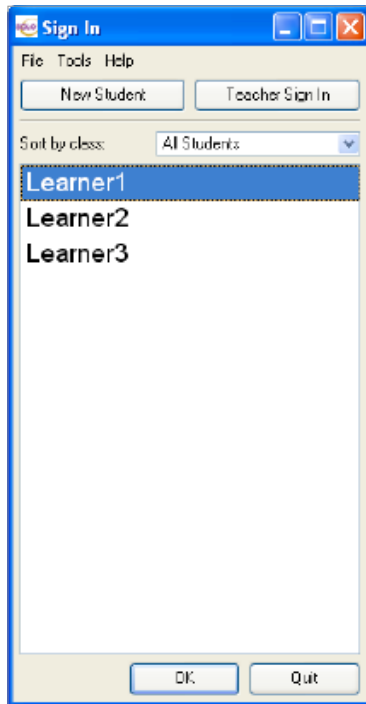 Sign In
File Tools Help
New Student Teacher Sign In
Sort by class: All Students
Learner1
Learner2
Learner3
OK Quit